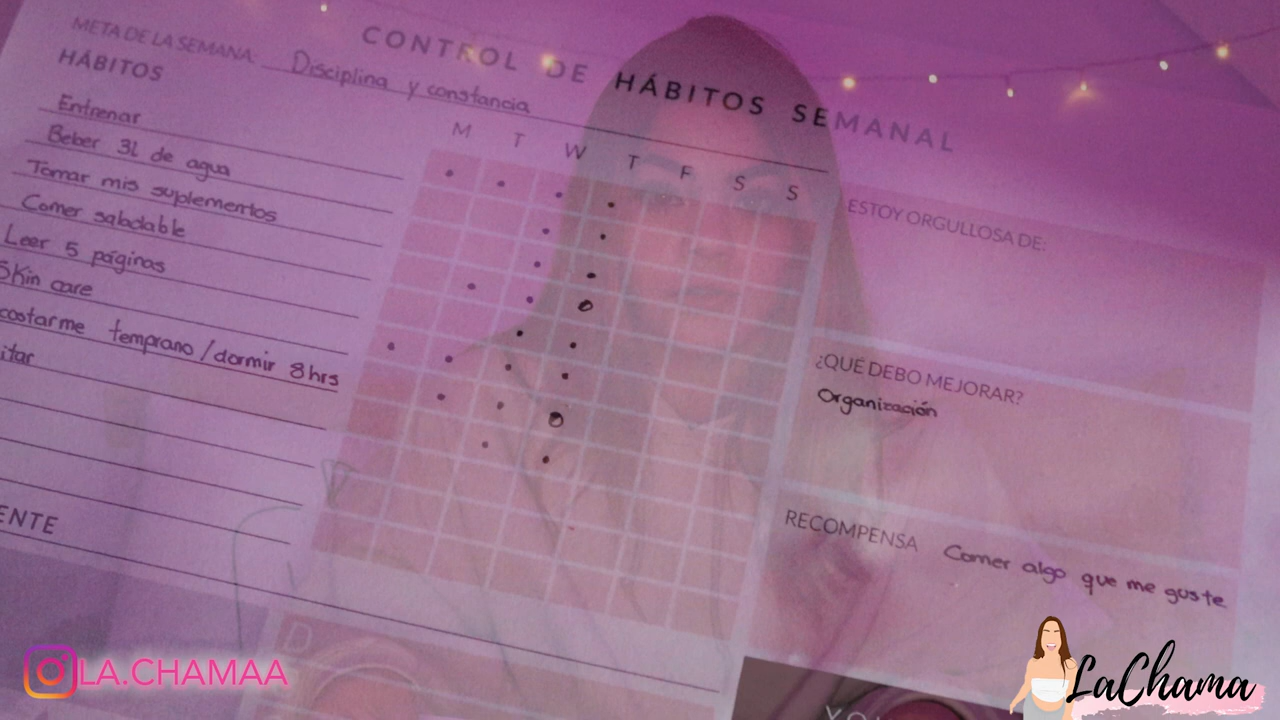 CONTROL DE HÁBITOS SEMANAL
META DE LA SEMANA: Disciplina y constancia
HÁBITOS
M T W T F S S
Entrenar
Beber 3L de agua
Tomar mis suplementos
Comer saludable
Leer 5 páginas
Skin care
costarme temprano / dormir 8hrs
itar
ENTE
ESTOY ORGULLOSA DE:
¿QUÉ DEBO MEJORAR?
Organización
RECOMPENSA Comer algo que me guste
D
YOU
LA.CHAMAA
LaChama